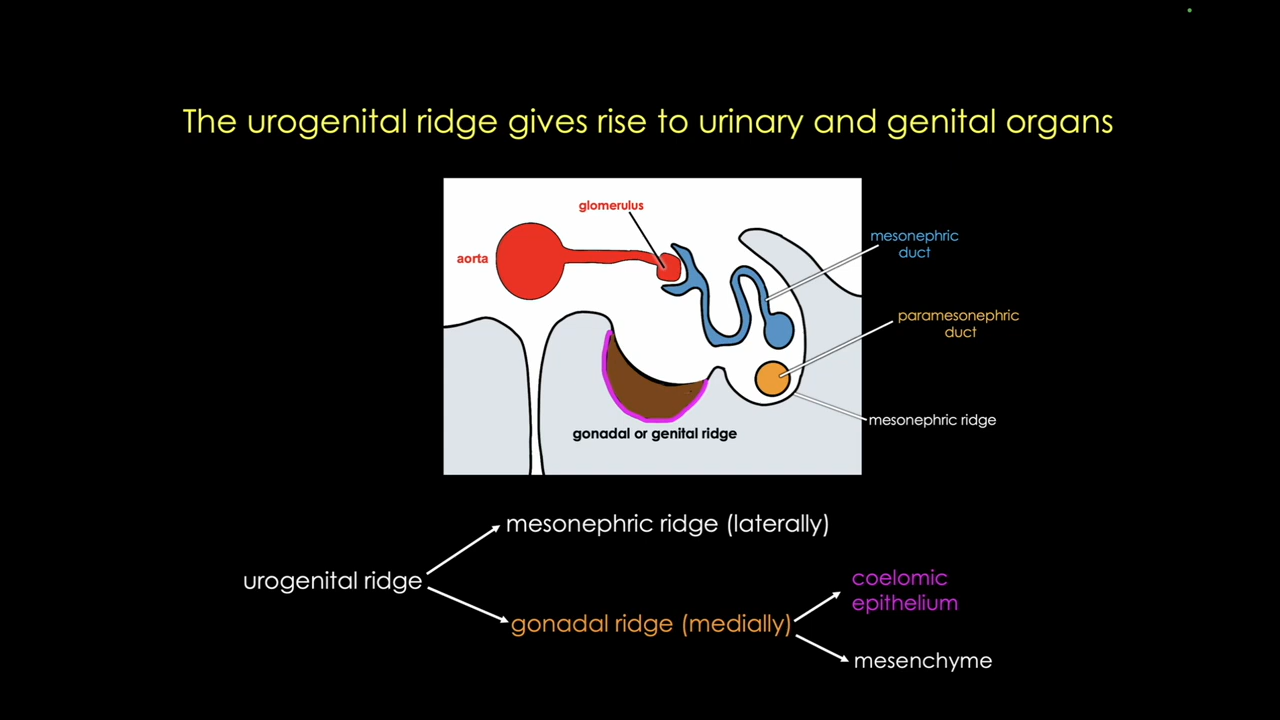 The urogenital ridge gives rise to urinary and genital organs
glomerulus
aorta
mesonephric
duct
paramesonephric
duct
mesonephric ridge
gonadal or genital ridge
mesonephric ridge (laterally)
urogenital ridge
gonadal ridge (medially)
coelomic
epithelium
mesenchyme